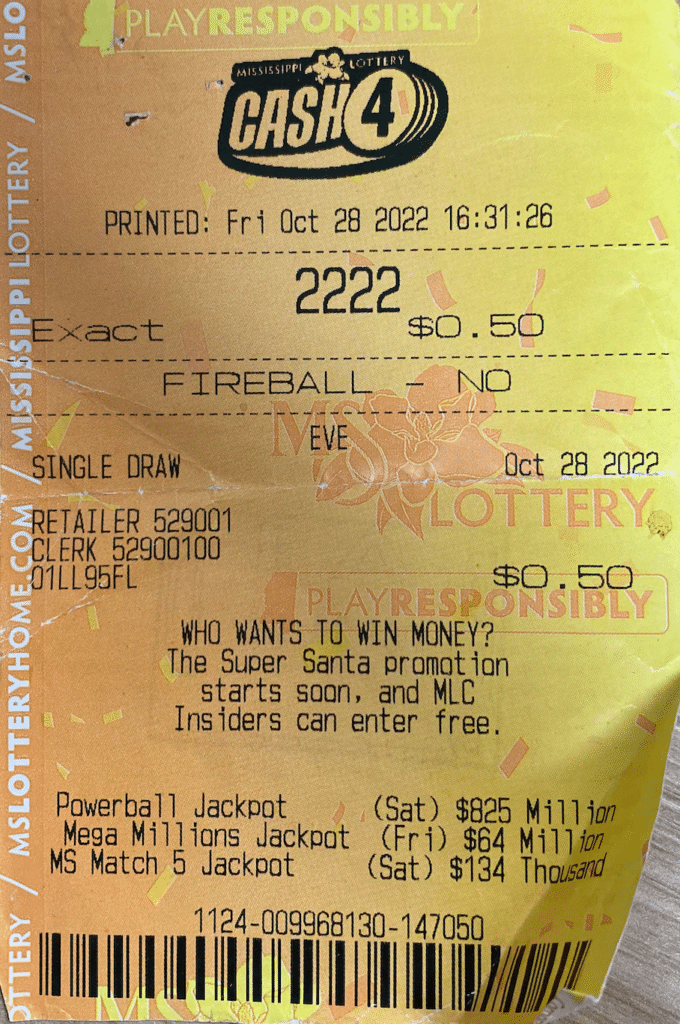 PLAYRESPONSIBLY
MISSISSIPPI LOTTERY
CASH 4
PRINTED: Fri Oct 28 2022 16:31:26
2222
Exact $0.50
FIREBALL - NO
EVE
SINGLE DRAW Oct 28 2022
MS
LOTTERY
RETAILER 529001
CLERK 52900100
01LL95FL $0.50
PLAYRESPONSIBLY
WHO WANTS TO WIN MONEY?
The Super Santa promotion
starts soon, and MLC
Insiders can enter free.
Powerball Jackpot (Sat) $825 Million
Mega Millions Jackpot (Fri) $64 Million
MS Match 5 Jackpot (Sat) $134 Thousand
1124-009968130-147050
MS
OTTERY / MSLOTTERYHOME.COM / MISSISSIPPI LOTTERY / MSLO